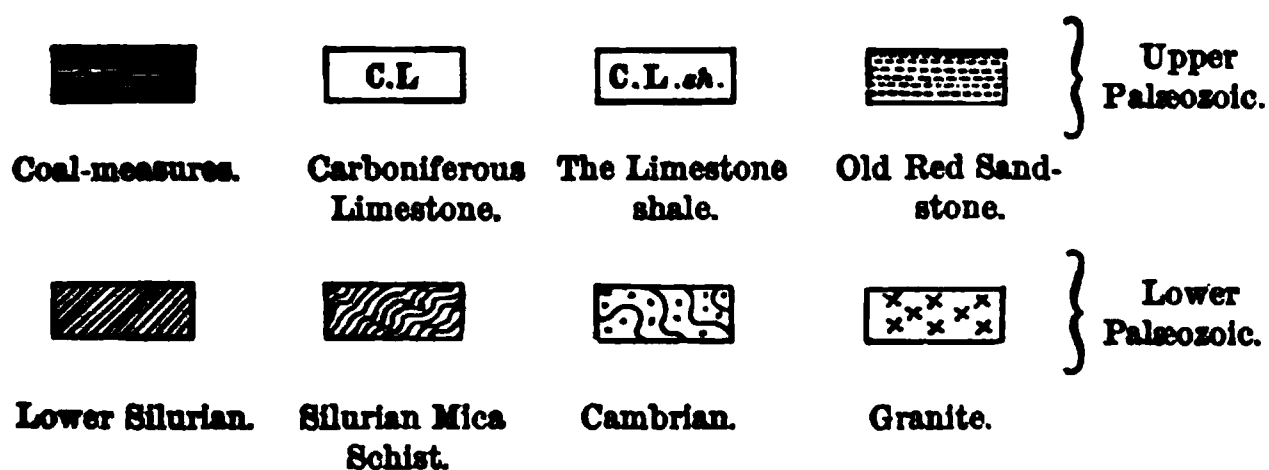 C.L
C.L.sh.
Upper
Palæozoic.
Coal-measures.
Carboniferous
Limestone.
The Limestone
shale.
Old Red Sand-
stone.
Lower
Palæozoic.
Lower Silurian.
Silurian Mica
Schist.
Cambrian.
Granite.